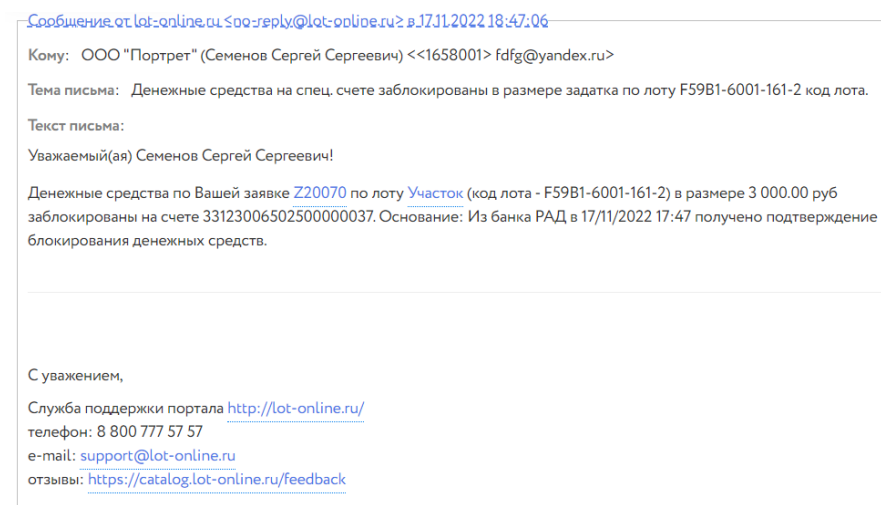 Сообщение от lot-online.ru <no-reply@lot-online.ru> в 17.11.2022 18:47:06
Кому: ООО "Портрет" (Семенов Сергей Сергеевич) <<1658001> fdfg@yandex.ru>
Тема письма: Денежные средства на спец. счете заблокированы в размере задатка по лоту F59B1-6001-161-2 код лота.
Текст письма:
Уважаемый(ая) Семенов Сергей Сергеевич!
Денежные средства по Вашей заявке Z20070 по лоту Участок (код лота - F59B1-6001-161-2) в размере 3 000.00 руб
заблокированы на счете 33123006502500000037. Основание: Из банка РАД в 17/11/2022 17:47 получено подтверждение
блокирования денежных средств.
С уважением,
Служба поддержки портала http://lot-online.ru/
телефон: 8 800 777 57 57
e-mail: support@lot-online.ru
отзывы: https://catalog.lot-online.ru/feedback